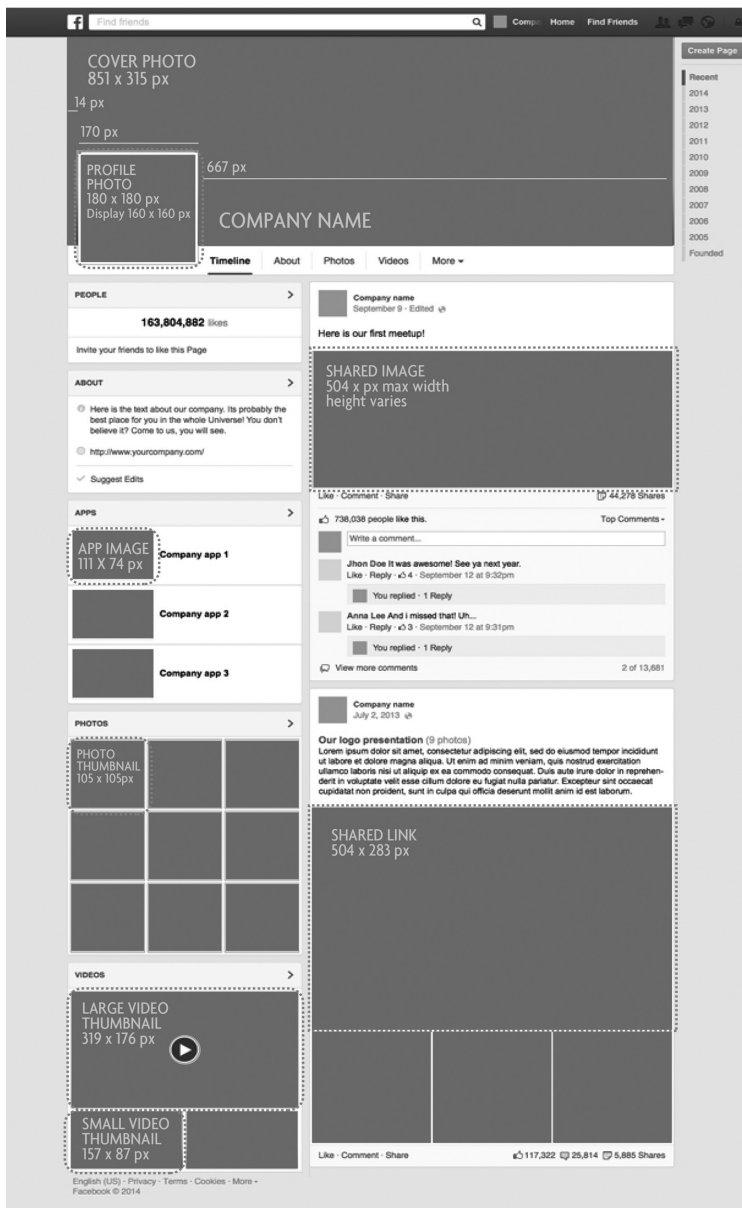 f
Find friends
Compa
Home
Find Friends
COVER PHOTO
851 x 315 px
14 px
170 px
PROFILE
PHOTO
180 x 180 px
Display 160 x 160 px
667 px
COMPANY NAME
Timeline
About
Photos
Videos
More
Create Page
Recent
2014
2013
2012
2011
2010
2009
2008
2007
2006
2005
Founded
PEOPLE
163,804,882 likes
Invite your friends to like this Page
ABOUT
Here is the text about our company. Its probably the
best place for you in the whole Universe! You don't
believe it? Come to us, you will see.
http://www.yourcompany.com/
Suggest Edits
APPS
APP IMAGE
111 X 74 px
Company app 1
Company app 2
Company app 3
PHOTOS
PHOTO
THUMBNAIL
105 x 105px
VIDEOS
LARGE VIDEO
THUMBNAIL
319 x 176 px
SMALL VIDEO
THUMBNAIL
157 x 87 px
English (US) · Privacy · Terms · Cookies · More
Facebook © 2014
Company name
September 9 · Edited
Here is our first meetup!
SHARED IMAGE
504 x px max width
height varies
Like · Comment · Share
44,278 Shares
738,038 people like this.
Top Comments
Write a comment...
Jhon Doe It was awesome! See ya next year.
Like · Reply · 4 · September 12 at 9:32pm
You replied · 1 Reply
Anna Lee And i missed that! Uh...
Like · Reply · 3 · September 12 at 9:31pm
You replied · 1 Reply
View more comments
2 of 13,681
Company name
July 2, 2013
Our logo presentation (9 photos)
Lorem ipsum dolor sit amet, consectetur adipiscing elit, sed do eiusmod tempor incididunt
ut labore et dolore magna aliqua. Ut enim ad minim veniam, quis nostrud exercitation
ullamco laboris nisi ut aliquip ex ea commodo consequat. Duis aute irure dolor in reprehen-
derit in voluptate velit esse cillum dolore eu fugiat nulla pariatur. Excepteur sint occaecat
cupidatat non proident, sunt in culpa qui officia deserunt mollit anim id est laborum.
SHARED LINK
504 x 283 px
Like · Comment · Share
117,322
25,814
5,885 Shares